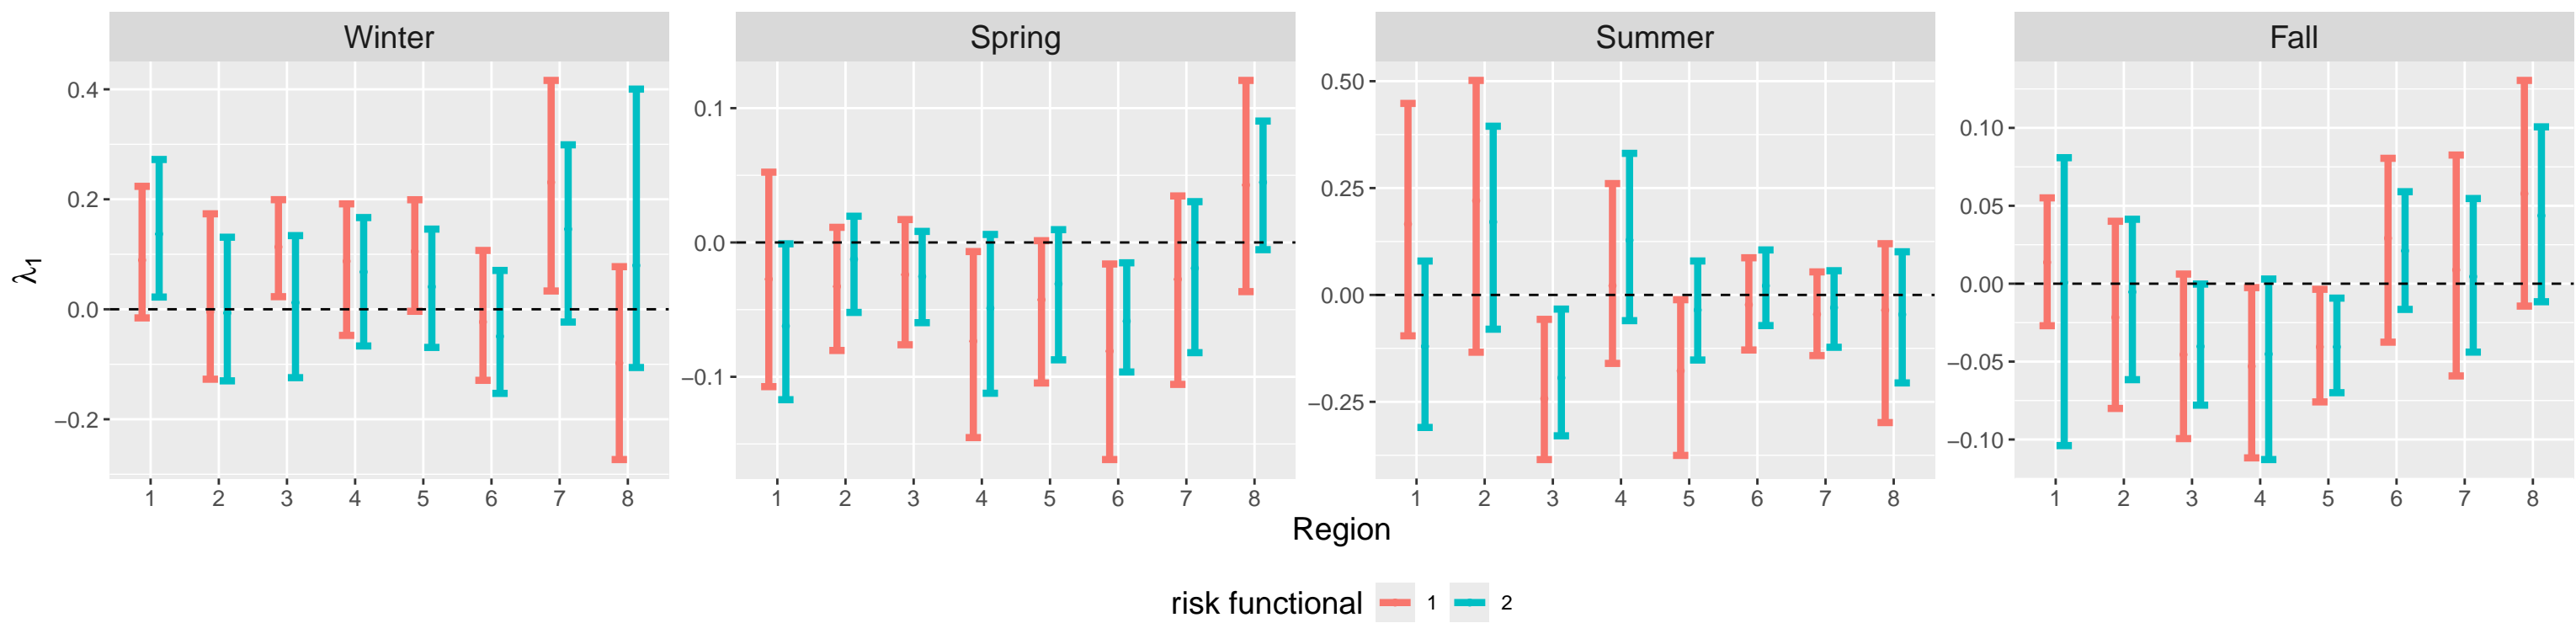 Winter Spring Summer Fall
0.4
0.2
0.0
−0.2
0.1
0.0
−0.1
0.50
0.25
0.00
−0.25
0.10
0.05
0.00
−0.05
−0.10
λ1
1 2 3 4 5 6 7 8
1 2 3 4 5 6 7 8
1 2 3 4 5 6 7 8
1 2 3 4 5 6 7 8
Region
risk functional 1 2